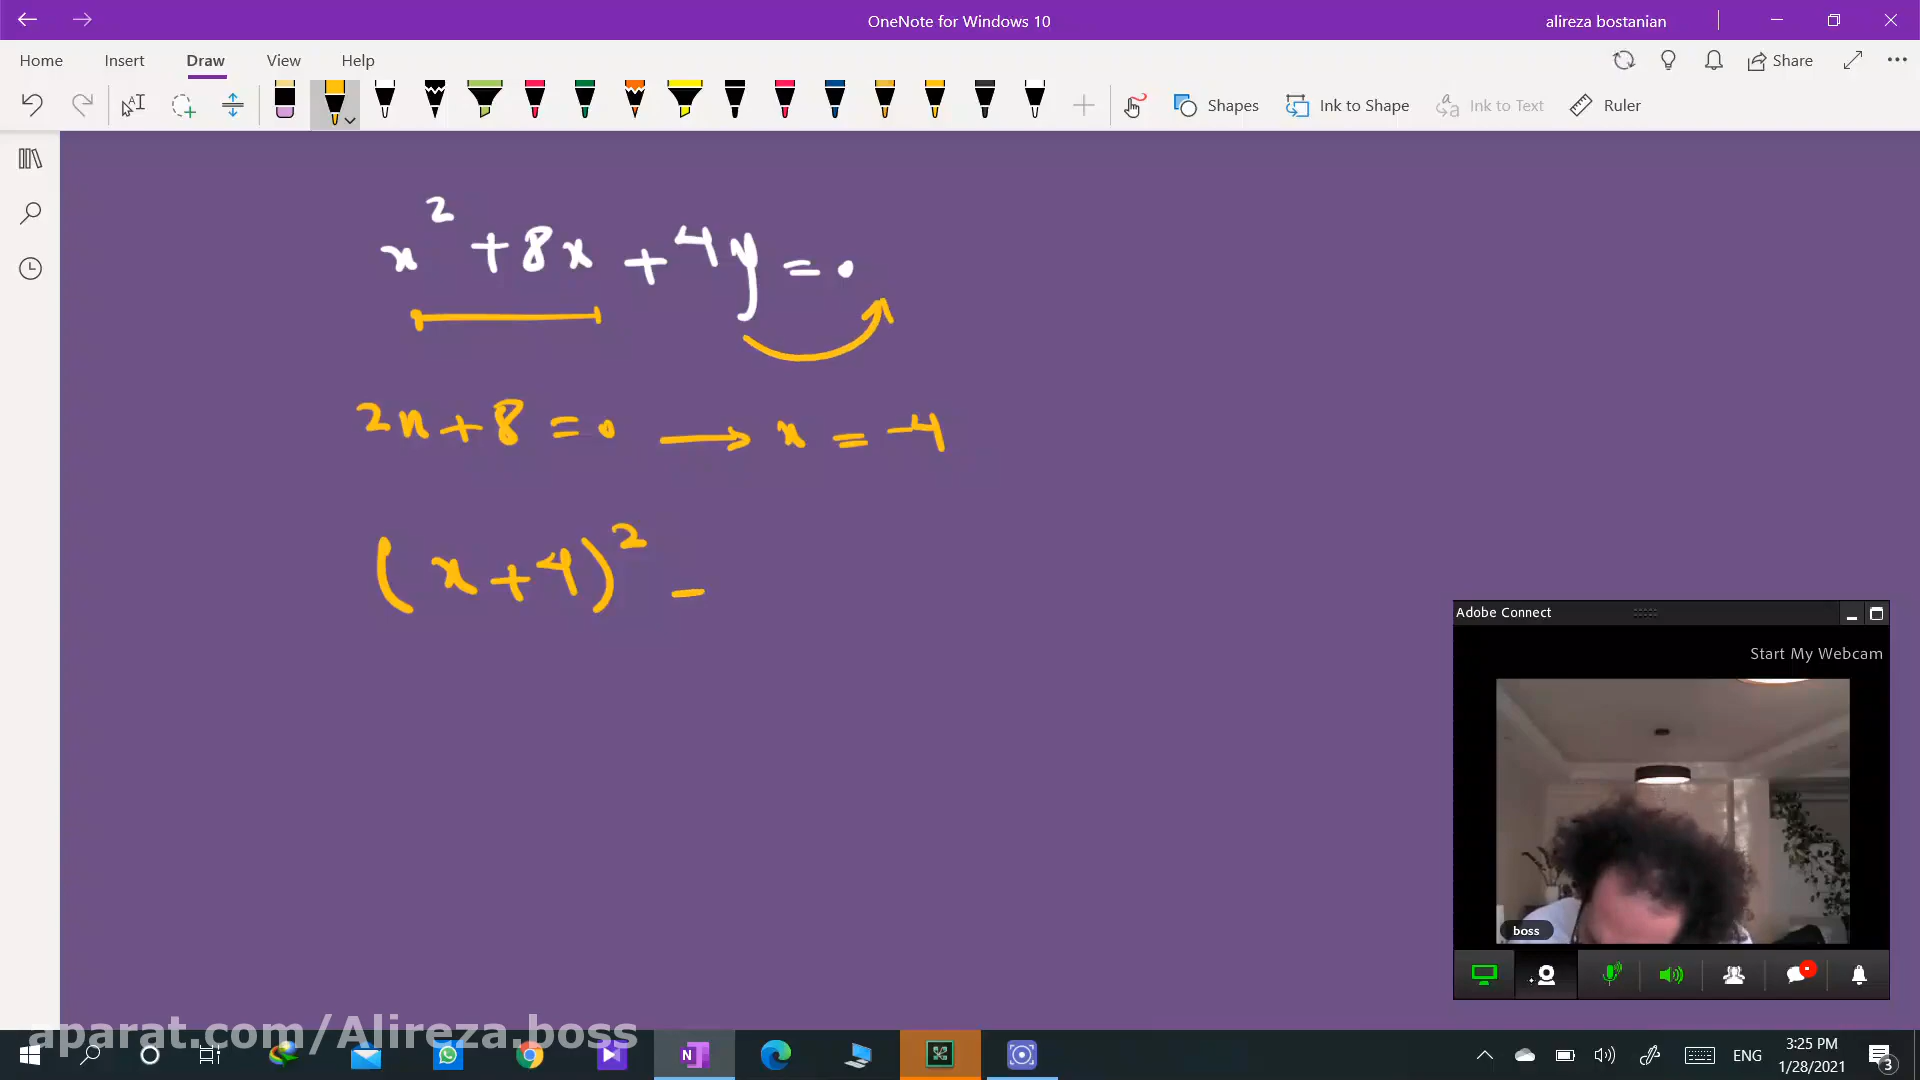 OneNote for Windows 10
alireza bostanian
Home Insert Draw View Help
Share
Shapes Ink to Shape Ink to Text Ruler
x² + 8x + 4y = 0
2x + 8 = 0 → x = -4
(x + 4)² -
Adobe Connect
Start My Webcam
boss
aparat.com/Alireza.boss
ENG
3:25 PM
1/28/2021
3